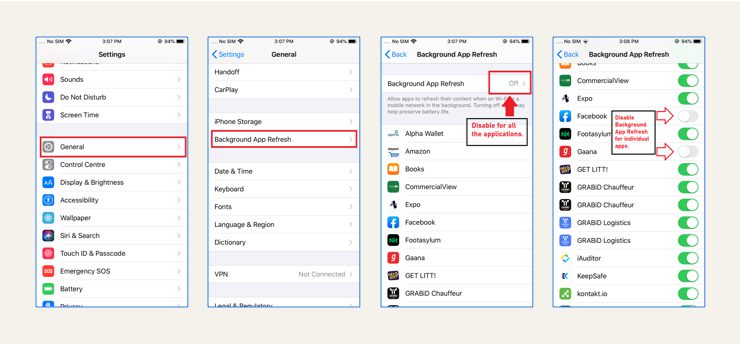 No SIM
3:07 PM
94%
Settings
Notifications
Sounds
Do Not Disturb
Screen Time
General
Control Centre
Display & Brightness
Accessibility
Wallpaper
Siri & Search
Touch ID & Passcode
Emergency SOS
SOS
Battery
Privacy
No SIM
3:07 PM
94%
Settings
General
Handoff
CarPlay
iPhone Storage
Background App Refresh
Date & Time
Keyboard
Fonts
Language & Region
Dictionary
VPN
Not Connected
Legal & Regulatory
No SIM
3:07 PM
94%
Back
Background App Refresh
Background App Refresh
Off
Allow apps to refresh their content when on Wi-
mobile network in the background. Turning off
help preserve battery life.
Disable for all
the applications.
Alpha Wallet
Amazon
Books
CommercialView
Expo
Facebook
Footasylum
Gaana
GET LITT!
GRABiD Chauffeur
No SIM
3:08 PM
94%
Back
Background App Refresh
Books
CommercialView
Expo
Facebook
Footasylum
Gaana
Disable
Background
App Refresh
for individual
apps.
GET LITT!
GRABiD Chauffeur
GRABiD Chauffeur
GRABiD Logistics
GRABiD Logistics
iAuditor
KeepSafe
kontakt.io